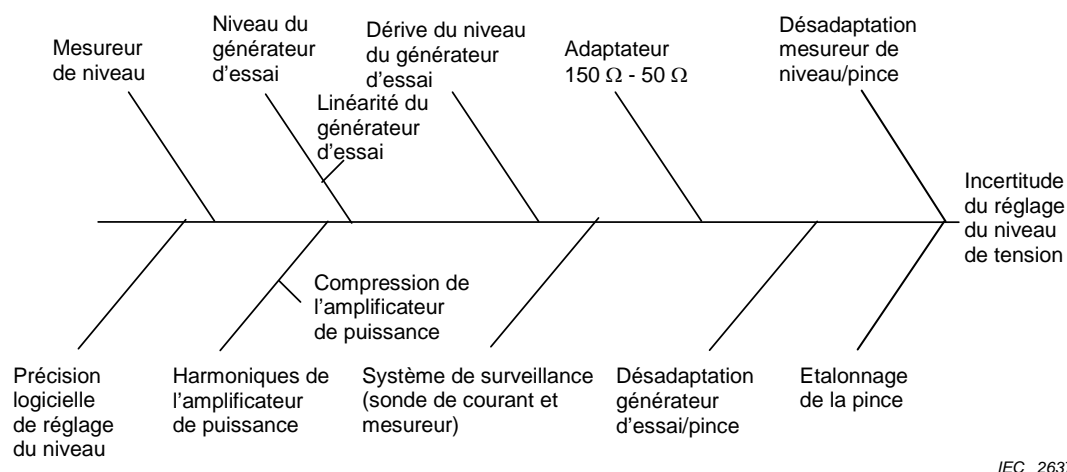 Mesureur
de niveau
Niveau du
générateur
d'essai
Linéarité du
générateur
d'essai
Dérive du niveau
du générateur
d'essai
Adaptateur
150 Ω - 50 Ω
Désadaptation
mesureur de
niveau/pince
Incertitude
du réglage
du niveau
de tension
Compression de
l'amplificateur
de puissance
Précision
logicielle
de réglage
du niveau
Harmoniques de
l'amplificateur
de puissance
Système de surveillance
(sonde de courant et
mesureur)
Désadaptation
générateur
d'essai/pince
Etalonnage
de la pince
IEC